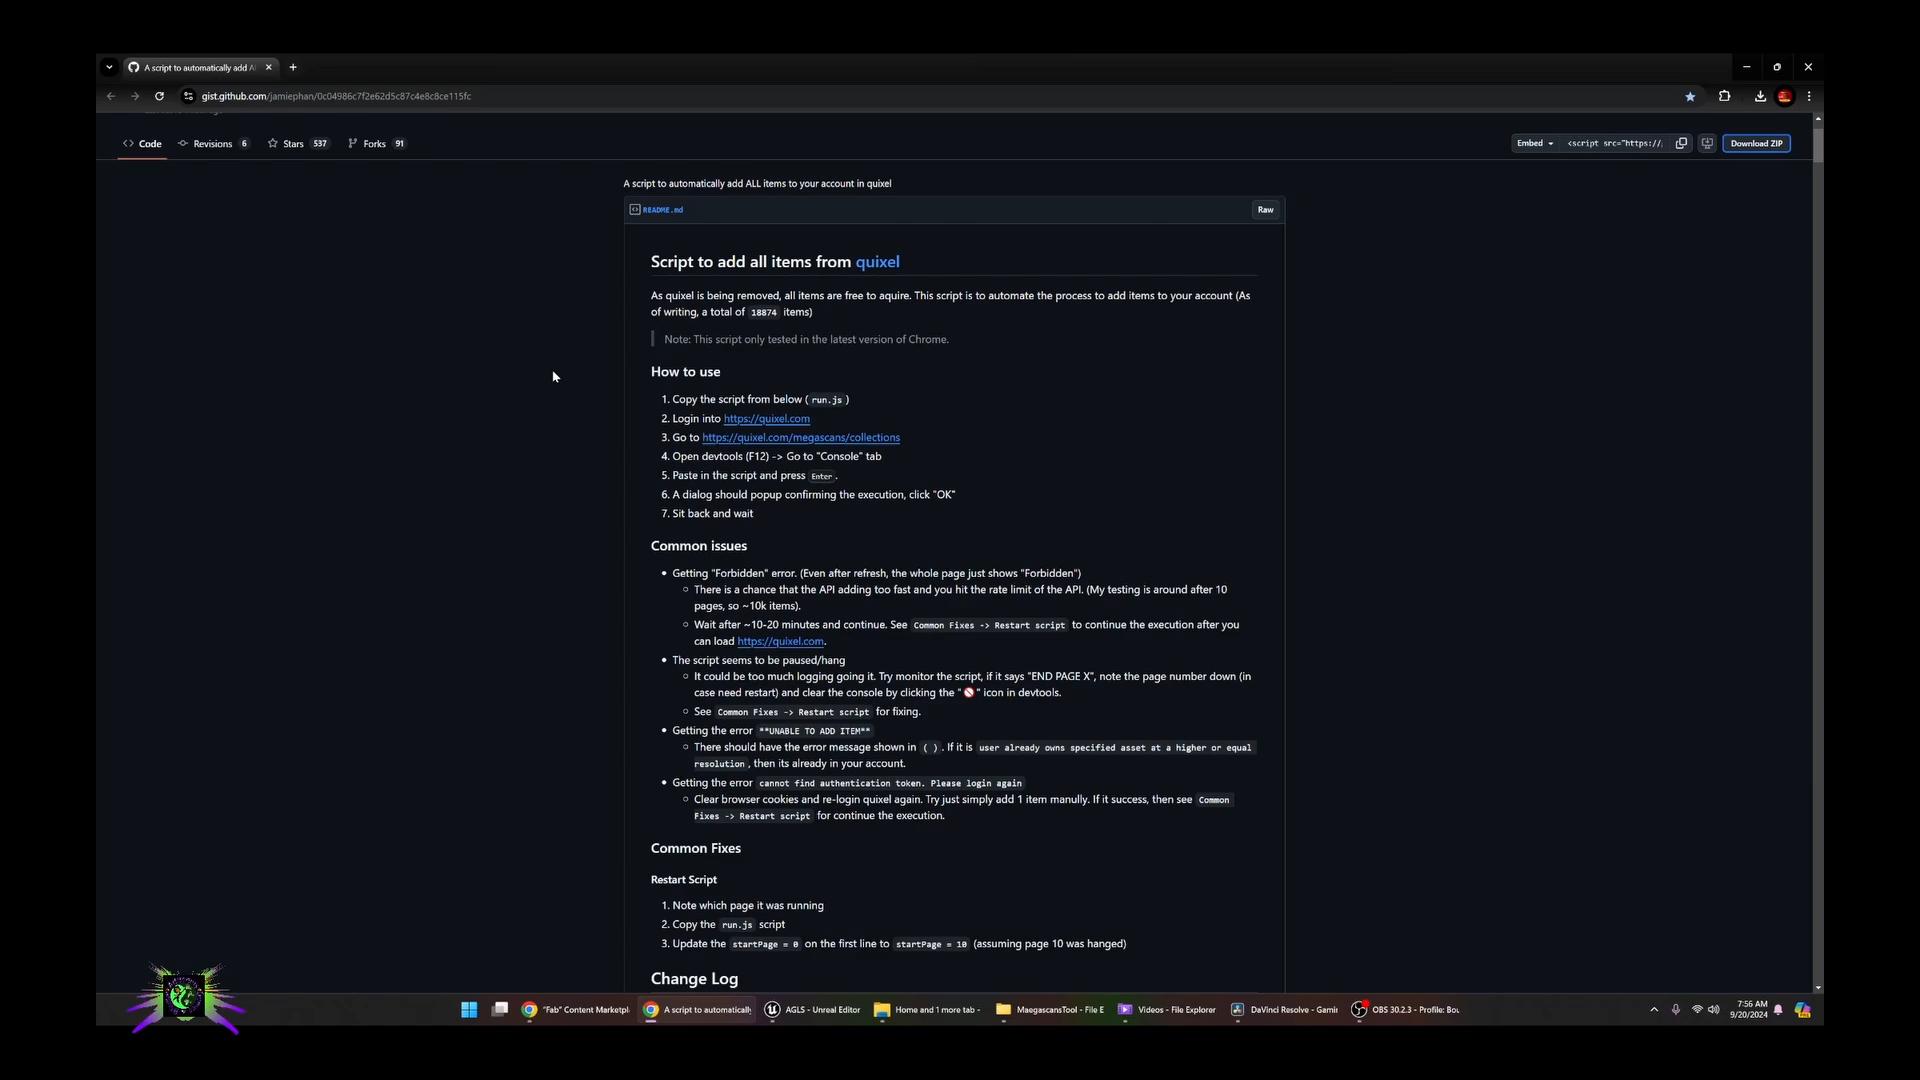 A script to automatically add A
gist.github.com/jamiephan/0c04986c7f2e62d5c87c4e8c8ce115fc
Code
Revisions 6
Stars 537
Forks 91
Embed
<script src="https://
Download ZIP
A script to automatically add ALL items to your account in quixel
README.md
Raw
Script to add all items from quixel
As quixel is being removed, all items are free to aquire. This script is to automate the process to add items to your account (As
of writing, a total of 18874 items)
Note: This script only tested in the latest version of Chrome.
How to use
1. Copy the script from below ( run.js )
2. Login into https://quixel.com
3. Go to https://quixel.com/megascans/collections
4. Open devtools (F12) -> Go to "Console" tab
5. Paste in the script and press Enter.
6. A dialog should popup confirming the execution, click "OK"
7. Sit back and wait
Common issues
• Getting "Forbidden" error. (Even after refresh, the whole page just shows "Forbidden")
There is a chance that the API adding too fast and you hit the rate limit of the API. (My testing is around after 10
pages, so ~10k items).
Wait after ~10-20 minutes and continue. See Common Fixes -> Restart script to continue the execution after you
can load https://quixel.com.
• The script seems to be paused/hang
It could be too much logging going it. Try monitor the script, if it says "END PAGE X", note the page number down (in
case need restart) and clear the console by clicking the "🚫" icon in devtools.
See Common Fixes -> Restart script for fixing.
• Getting the error **UNABLE TO ADD ITEM**
There should have the error message shown in ( ). If it is user already owns specified asset at a higher or equal
resolution, then its already in your account.
• Getting the error cannot find authentication token. Please login again
Clear browser cookies and re-login quixel again. Try just simply add 1 item manully. If it success, then see Common
Fixes -> Restart script for continue the execution.
Common Fixes
Restart Script
1. Note which page it was running
2. Copy the run.js script
3. Update the startPage = 0 on the first line to startPage = 10 (assuming page 10 was hanged)
Change Log
"Fab" Content Marketpl
A script to automatically
AGLS - Unreal Editor
Home and 1 more tab -
MaegascansTool - File E
Videos - File Explorer
DaVinci Resolve - Gamin
OBS 30.2.3 - Profile: Bou
7:56 AM
9/20/2024